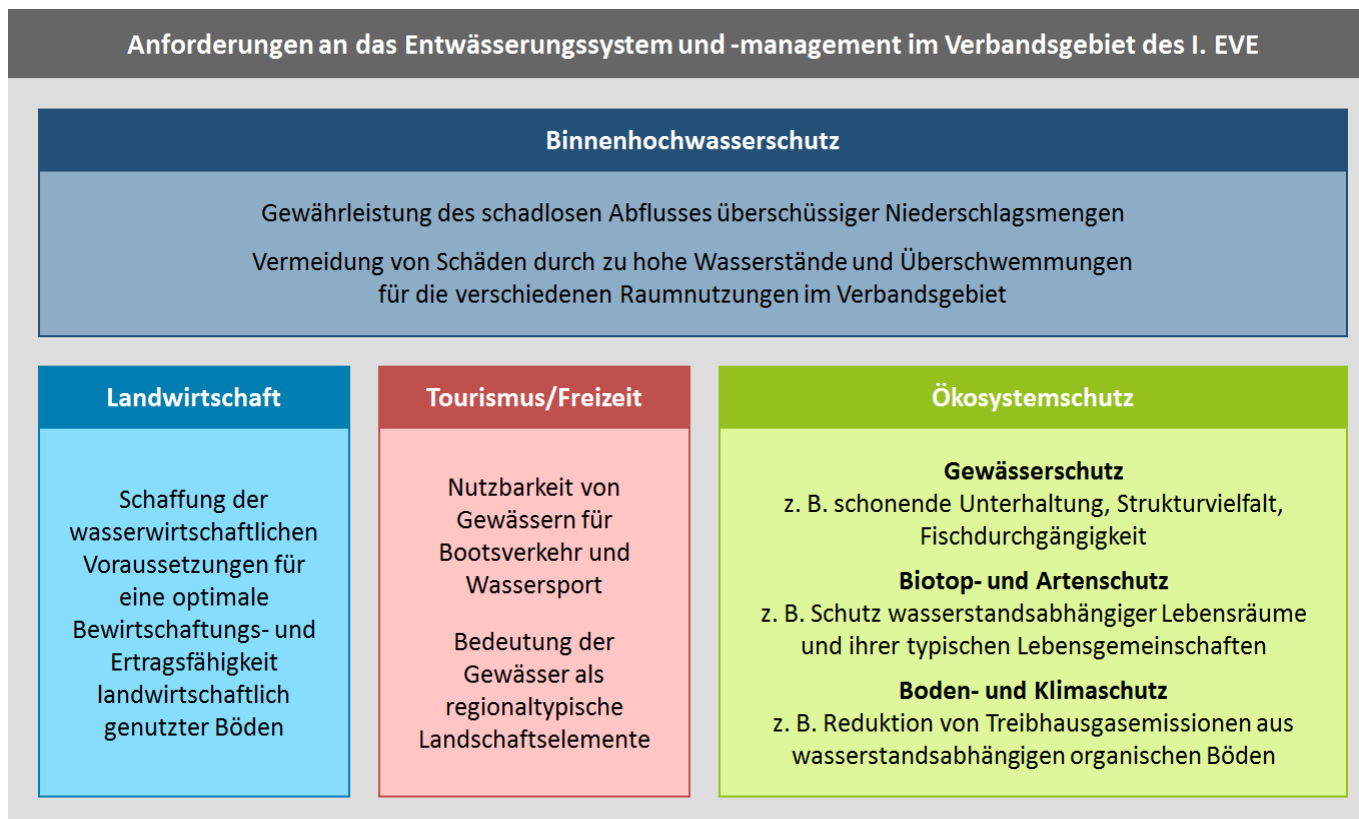 Anforderungen an das Entwässerungssystem und -management im Verbandsgebiet des I. EVE
Binnenhochwasserschutz
Gewährleistung des schadlosen Abflusses überschüssiger Niederschlagsmengen
Vermeidung von Schäden durch zu hohe Wasserstände und Überschwemmungen
für die verschiedenen Raumnutzungen im Verbandsgebiet
Landwirtschaft
Schaffung der
wasserwirtschaftlichen
Voraussetzungen für
eine optimale
Bewirtschaftungs- und
Ertragsfähigkeit
landwirtschaftlich
genutzter Böden
Tourismus/Freizeit
Nutzbarkeit von
Gewässern für
Bootsverkehr und
Wassersport
Bedeutung der
Gewässer als
regionaltypische
Landschaftselemente
Ökosystemschutz
Gewässerschutz
z. B. schonende Unterhaltung, Strukturvielfalt,
Fischdurchgängigkeit
Biotop- und Artenschutz
z. B. Schutz wasserstandsabhängiger Lebensräume
und ihrer typischen Lebensgemeinschaften
Boden- und Klimaschutz
z. B. Reduktion von Treibhausgasemissionen aus
wasserstandsabhängigen organischen Böden